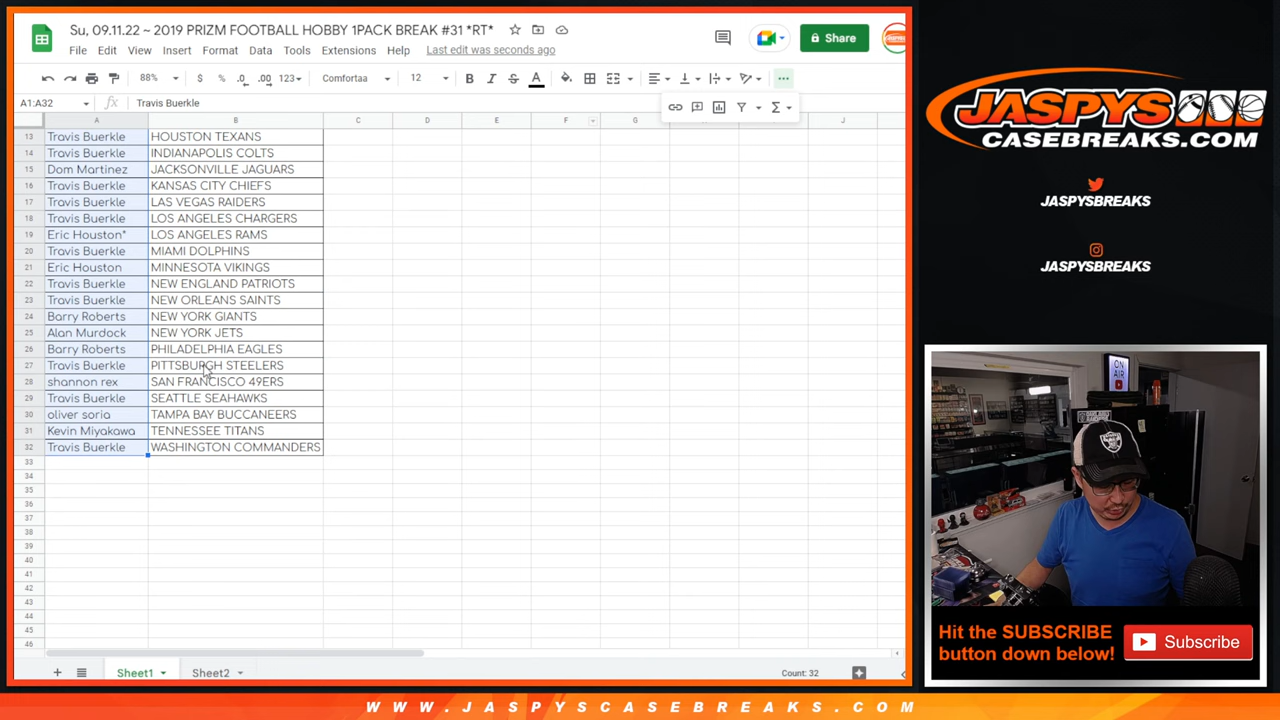 Su, 09.11.22 ~ 2019 PRIZM FOOTBALL HOBBY 1PACK BREAK #31 *RT*
File Edit View Insert Format Data Tools Extensions Help Last edit was seconds ago
Share
88% $ % .0 .00 123 Comfortaa 12 B I S A
A1:A32 fx Travis Buerkle
A B C D E F G J
13 Travis Buerkle HOUSTON TEXANS
14 Travis Buerkle INDIANAPOLIS COLTS
15 Dom Martinez JACKSONVILLE JAGUARS
16 Travis Buerkle KANSAS CITY CHIEFS
17 Travis Buerkle LAS VEGAS RAIDERS
18 Travis Buerkle LOS ANGELES CHARGERS
19 Eric Houston* LOS ANGELES RAMS
20 Travis Buerkle MIAMI DOLPHINS
21 Eric Houston MINNESOTA VIKINGS
22 Travis Buerkle NEW ENGLAND PATRIOTS
23 Travis Buerkle NEW ORLEANS SAINTS
24 Barry Roberts NEW YORK GIANTS
25 Alan Murdock NEW YORK JETS
26 Barry Roberts PHILADELPHIA EAGLES
27 Travis Buerkle PITTSBURGH STEELERS
28 shannon rex SAN FRANCISCO 49ERS
29 Travis Buerkle SEATTLE SEAHAWKS
30 oliver soria TAMPA BAY BUCCANEERS
31 Kevin Miyakawa TENNESSEE TITANS
32 Travis Buerkle WASHINGTON COMMANDERS
33
34
35
36
37
38
39
40
41
42
43
44
45
46
Sheet1 Sheet2 Count: 32
JASPYS
CASEBREAKS.COM
JASPYSBREAKS
JASPYSBREAKS
ON
AIR
Hit the SUBSCRIBE
button down below!
Subscribe
WWW.JASPYSCASEBREAKS.COM